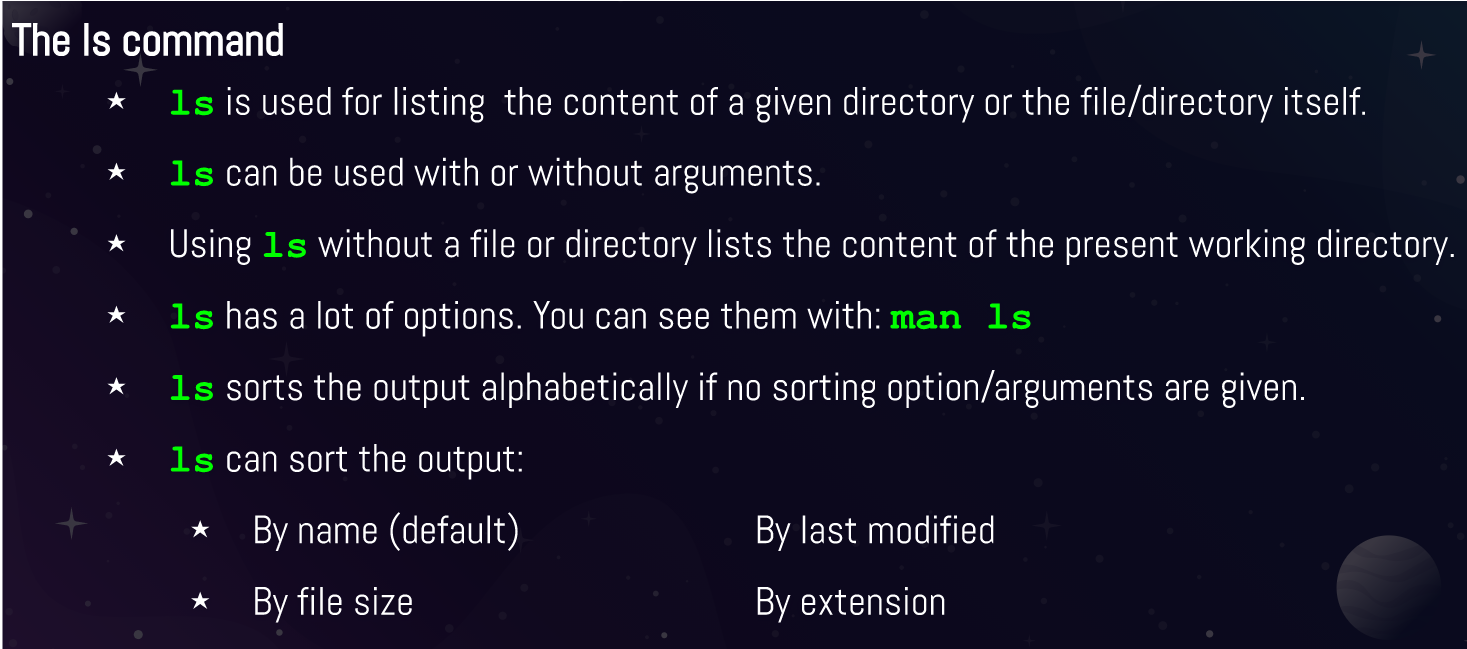 The ls command
ls is used for listing  the content of a given directory or the file/directory itself.
ls can be used with or without arguments.
Using ls without a file or directory lists the content of the present working directory.
ls has a lot of options. You can see them with: man ls
ls sorts the output alphabetically if no sorting option/arguments are given.
ls can sort the output:
By name (default) By last modified
By file size By extension